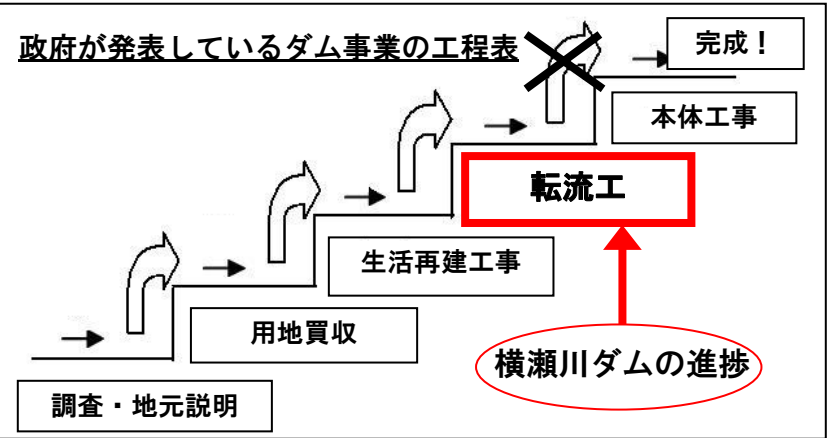 政府が発表しているダム事業の工程表
完成！
本体工事
転流工
生活再建工事
用地買収
横瀬川ダムの進捗
調査・地元説明